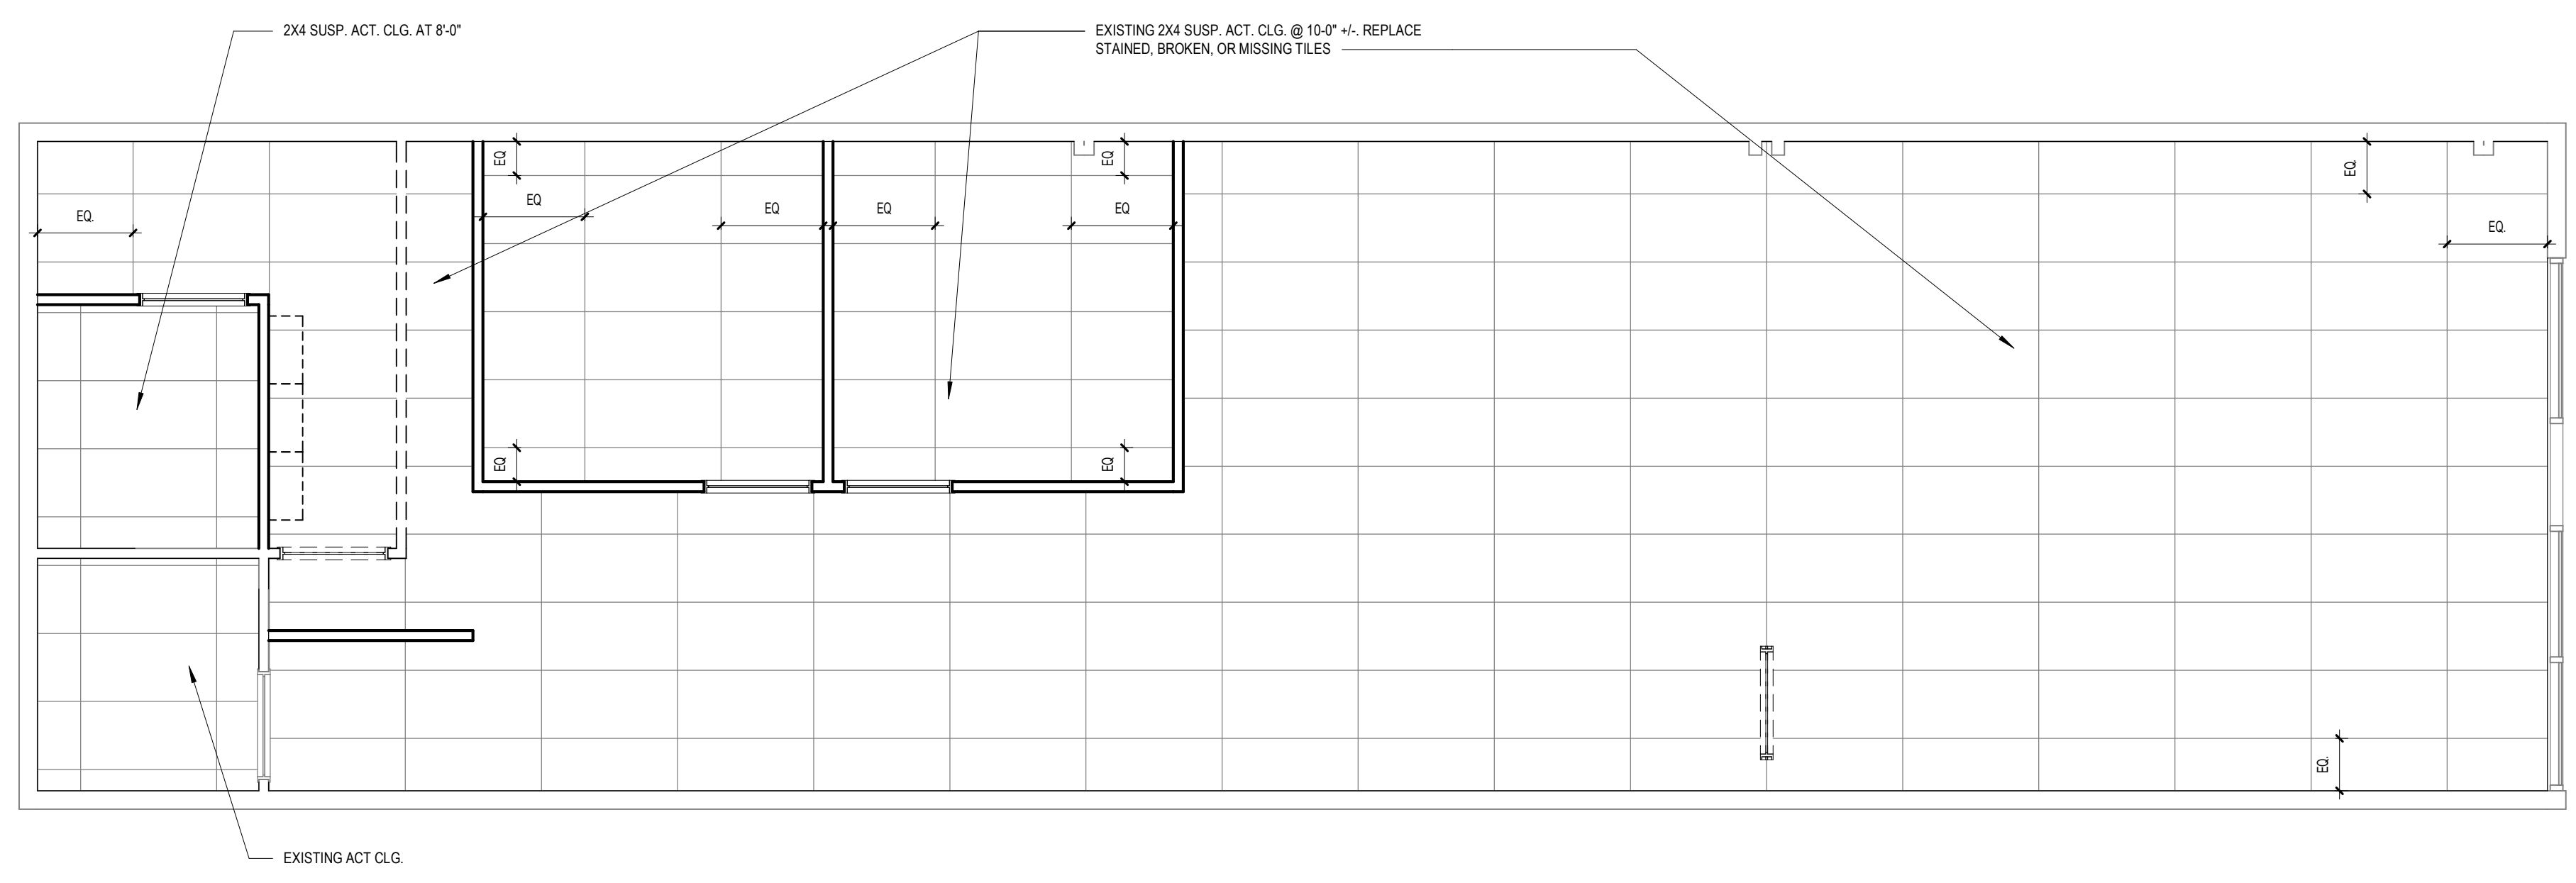 2X4 SUSP. ACT. CLG. AT 8'-0"
EXISTING 2X4 SUSP. ACT. CLG. @ 10-0" +/-. REPLACE
STAINED, BROKEN, OR MISSING TILES
EQ
EQ
EQ.
EQ.
EQ
EQ
EQ
EQ
EQ.
EQ
EQ
EQ.
EXISTING ACT CLG.